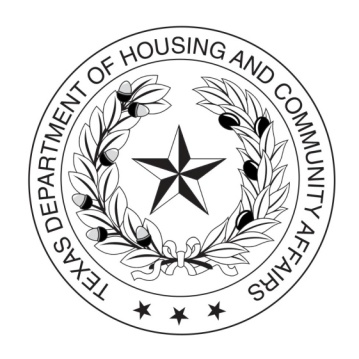 TEXAS DEPARTMENT OF HOUSING AND COMMUNITY AFFAIRS